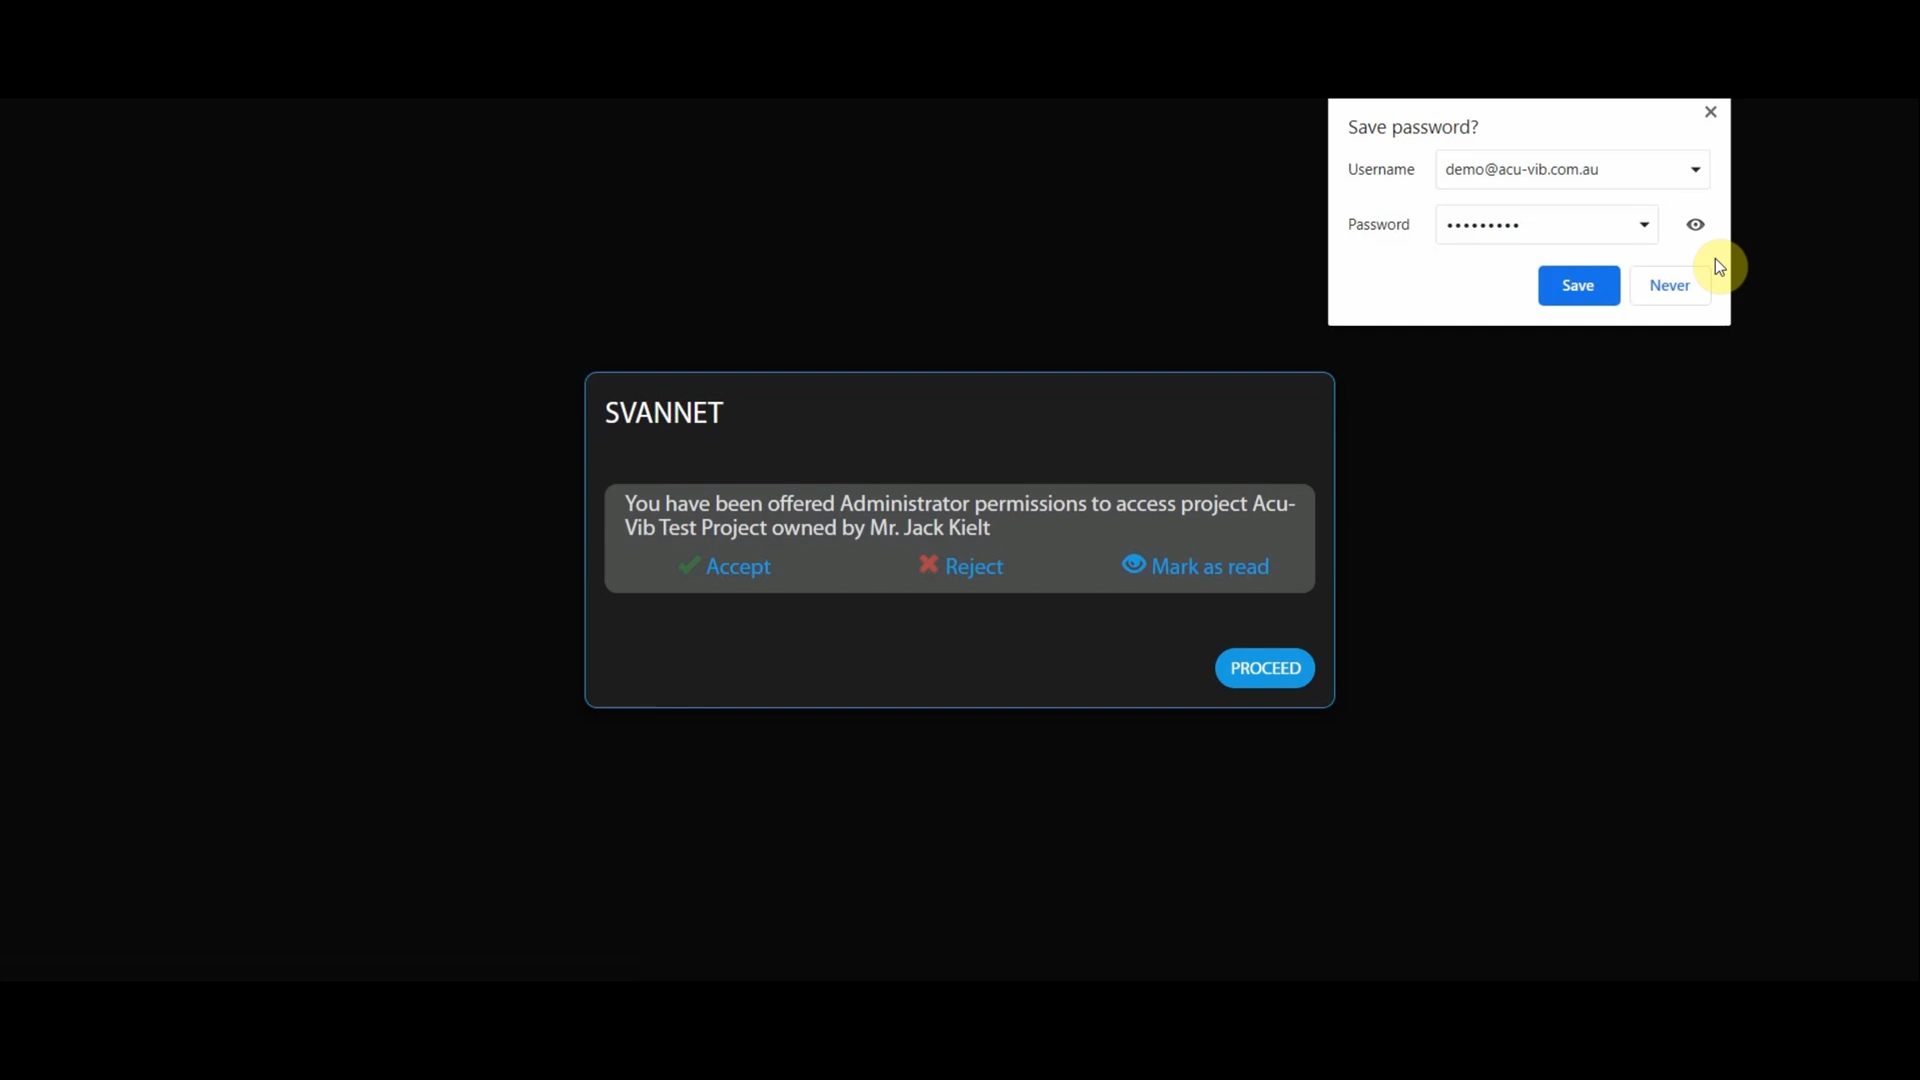 Save password?
Username demo@acu-vib.com.au
Password •••••••••
Save Never
SVANNET
You have been offered Administrator permissions to access project Acu-
Vib Test Project owned by Mr. Jack Kielt
Accept Reject Mark as read
PROCEED